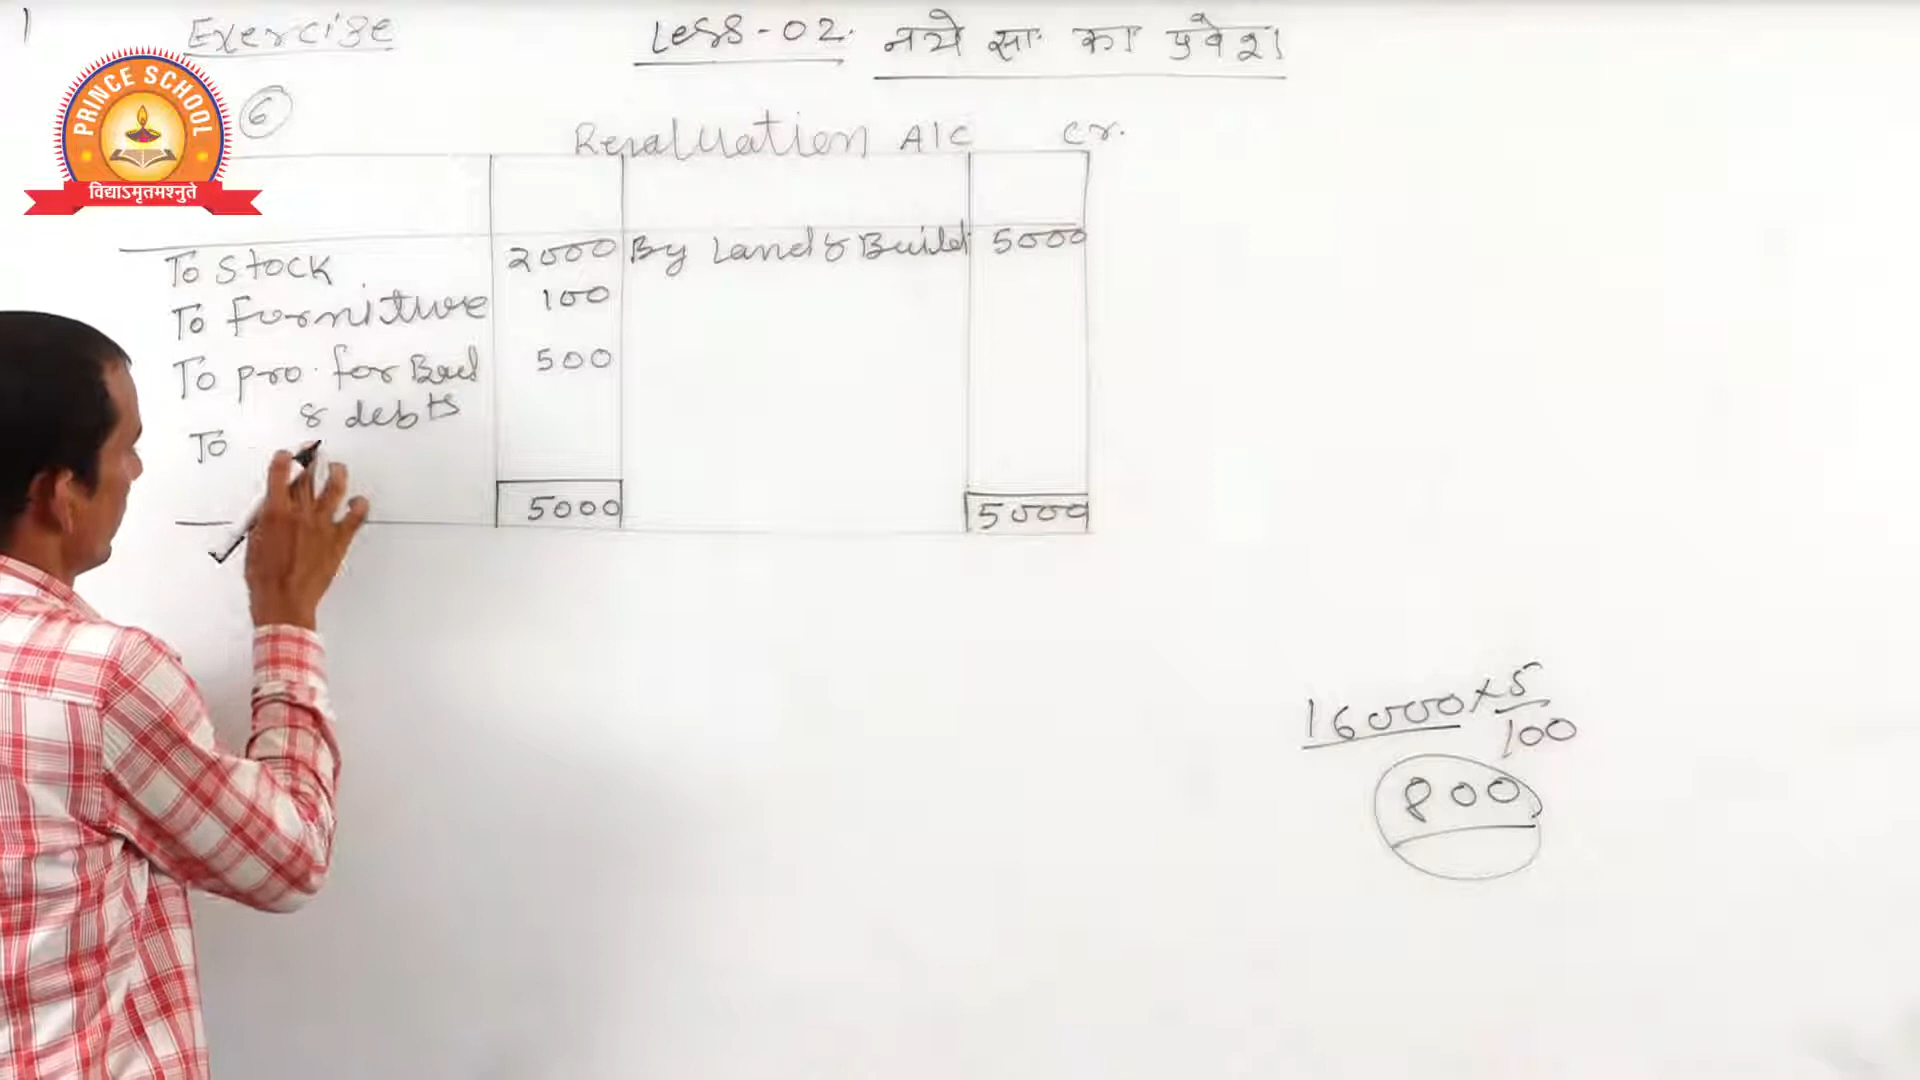 Exercise
Less-02. नये सा. का प्रवेश।
PRINCE SCHOOL
विद्याऽमृतमश्नुते
6
Revaluation A/C Cr.
To Stock 2000 By Land & Build 5000
To Furniture 100
To pro. for Bad 500
& debts
To
5000 5000
16000 × 5
100
800